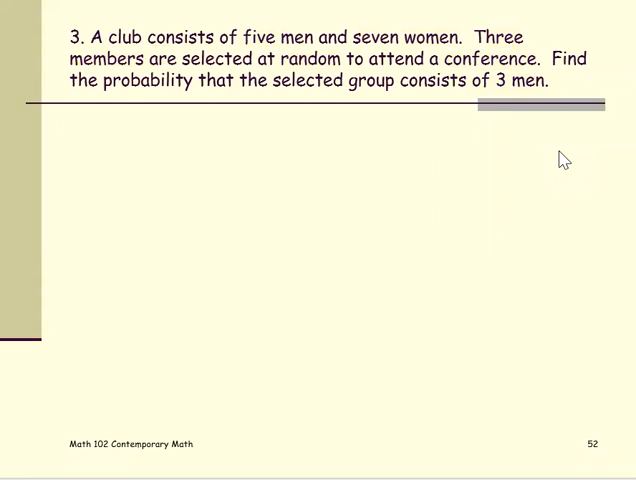 3. A club consists of five men and seven women. Three
members are selected at random to attend a conference. Find
the probability that the selected group consists of 3 men.
Math 102 Contemporary Math
52